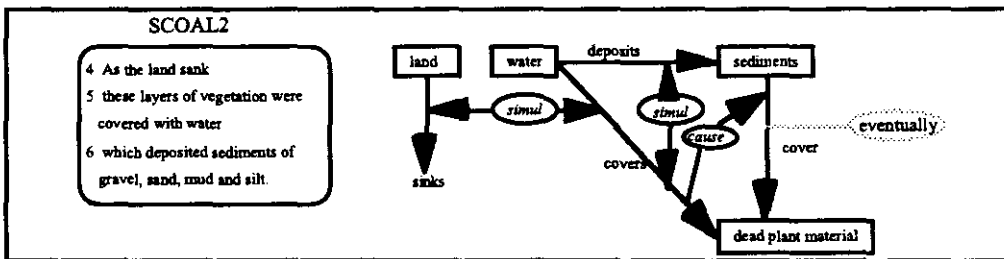 SCOAL2
4 As the land sank
5 these layers of vegetation were
covered with water
6 which deposited sediments of
gravel, sand, mud and silt.
land
water
deposits
sediments
simul
simul
cause
eventually
covers
cover
sinks
dead plant material